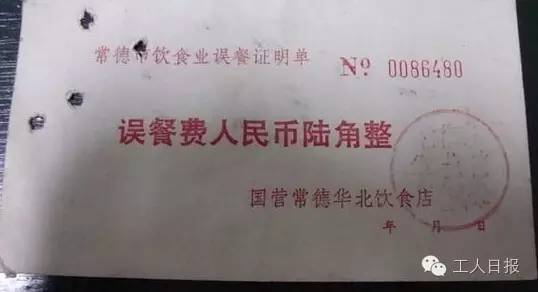 常德市饮食业误餐证明单 Nº 0086480
误餐费人民币陆角整
国营常德华北饮食店
年 月 日
工人日报